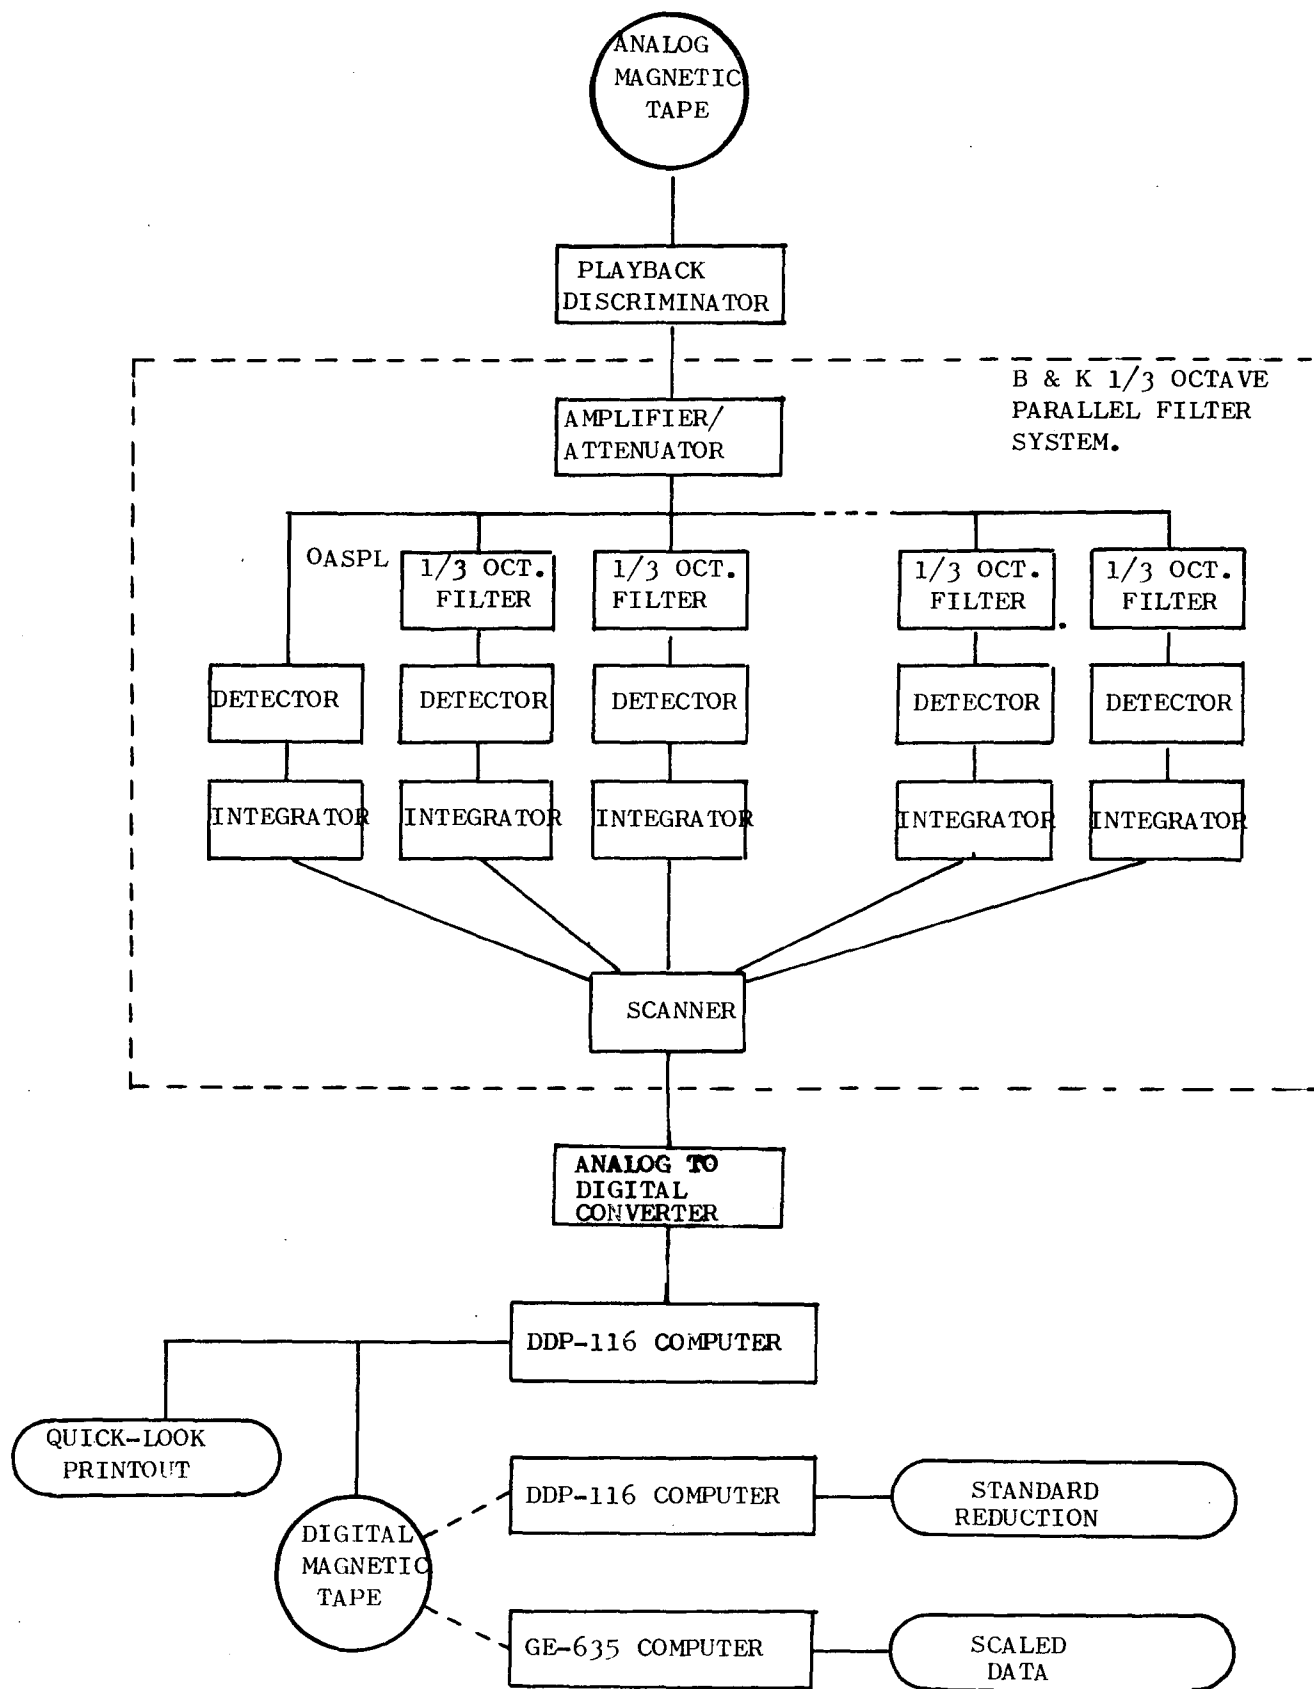 ANALOG
MAGNETIC
TAPE
PLAYBACK
DISCRIMINATOR
B & K 1/3 OCTAVE
PARALLEL FILTER
SYSTEM.
AMPLIFIER/
ATTENUATOR
OASPL
1/3 OCT.
FILTER
1/3 OCT.
FILTER
1/3 OCT.
FILTER
1/3 OCT.
FILTER
DETECTOR
DETECTOR
DETECTOR
DETECTOR
DETECTOR
INTEGRATOR
INTEGRATOR
INTEGRATOR
INTEGRATOR
INTEGRATOR
SCANNER
ANALOG TO
DIGITAL
CONVERTER
DDP-116 COMPUTER
QUICK-LOOK
PRINTOUT
DIGITAL
MAGNETIC
TAPE
DDP-116 COMPUTER
STANDARD
REDUCTION
GE-635 COMPUTER
SCALED
DATA